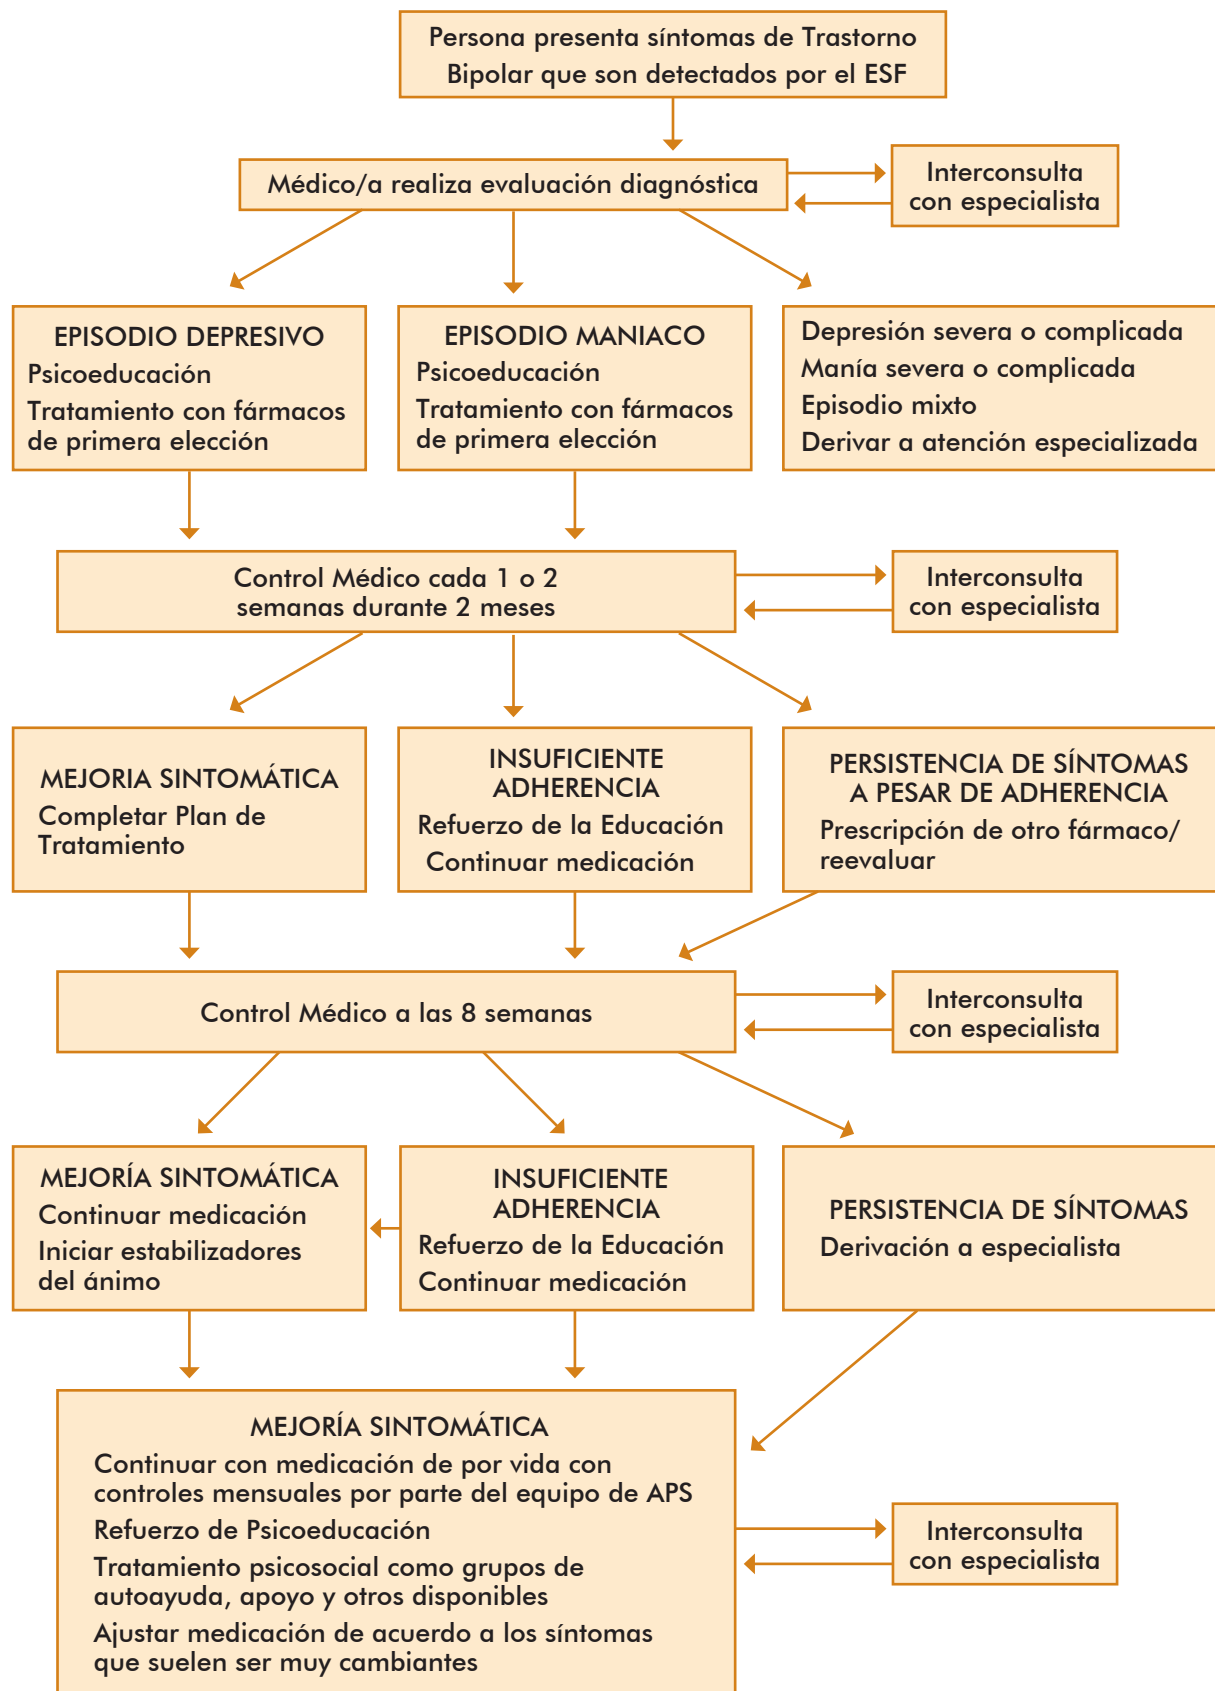 Persona presenta síntomas de Trastorno
Bipolar que son detectados por el ESF
Médico/a realiza evaluación diagnóstica
Interconsulta
con especialista
EPISODIO DEPRESIVO
Psicoeducación
Tratamiento con fármacos
de primera elección
EPISODIO MANIACO
Psicoeducación
Tratamiento con fármacos
de primera elección
Depresión severa o complicada
Manía severa o complicada
Episodio mixto
Derivar a atención especializada
Control Médico cada 1 o 2
semanas durante 2 meses
Interconsulta
con especialista
MEJORIA SINTOMÁTICA
Completar Plan de
Tratamiento
INSUFICIENTE
ADHERENCIA
Refuerzo de la Educación
Continuar medicación
PERSISTENCIA DE SÍNTOMAS
A PESAR DE ADHERENCIA
Prescripción de otro fármaco/
reevaluar
Control Médico a las 8 semanas
Interconsulta
con especialista
MEJORÍA SINTOMÁTICA
Continuar medicación
Iniciar estabilizadores
del ánimo
INSUFICIENTE
ADHERENCIA
Refuerzo de la Educación
Continuar medicación
PERSISTENCIA DE SÍNTOMAS
Derivación a especialista
MEJORÍA SINTOMÁTICA
Continuar con medicación de por vida con
controles mensuales por parte del equipo de APS
Refuerzo de Psicoeducación
Tratamiento psicosocial como grupos de
autoayuda, apoyo y otros disponibles
Ajustar medicación de acuerdo a los síntomas
que suelen ser muy cambiantes
Interconsulta
con especialista